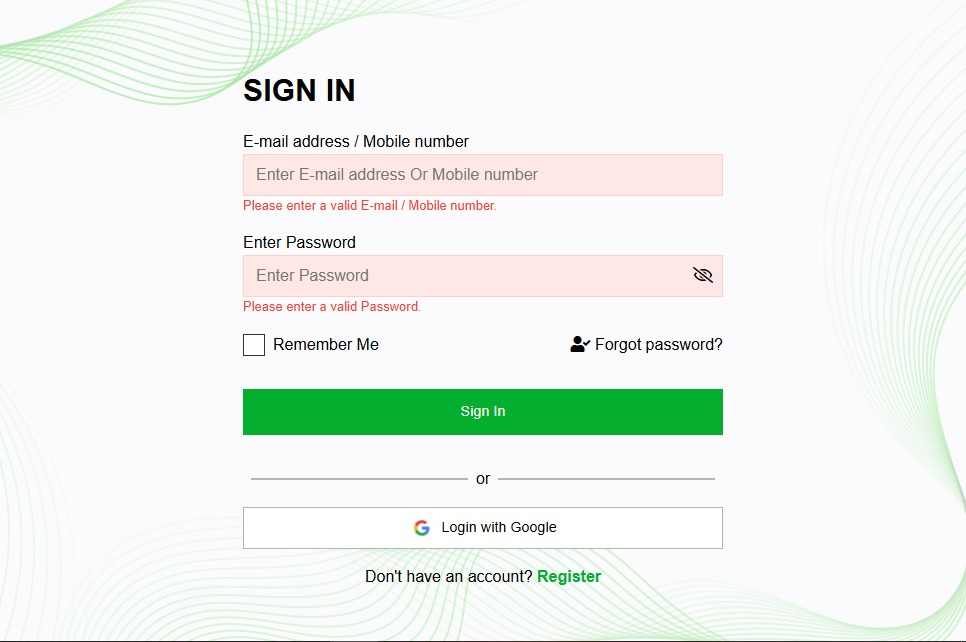 SIGN IN
E-mail address / Mobile number
Enter E-mail address Or Mobile number
Please enter a valid E-mail / Mobile number.
Enter Password
Enter Password
Please enter a valid Password.
Remember Me Forgot password?
Sign In
or
Login with Google
Don't have an account? Register